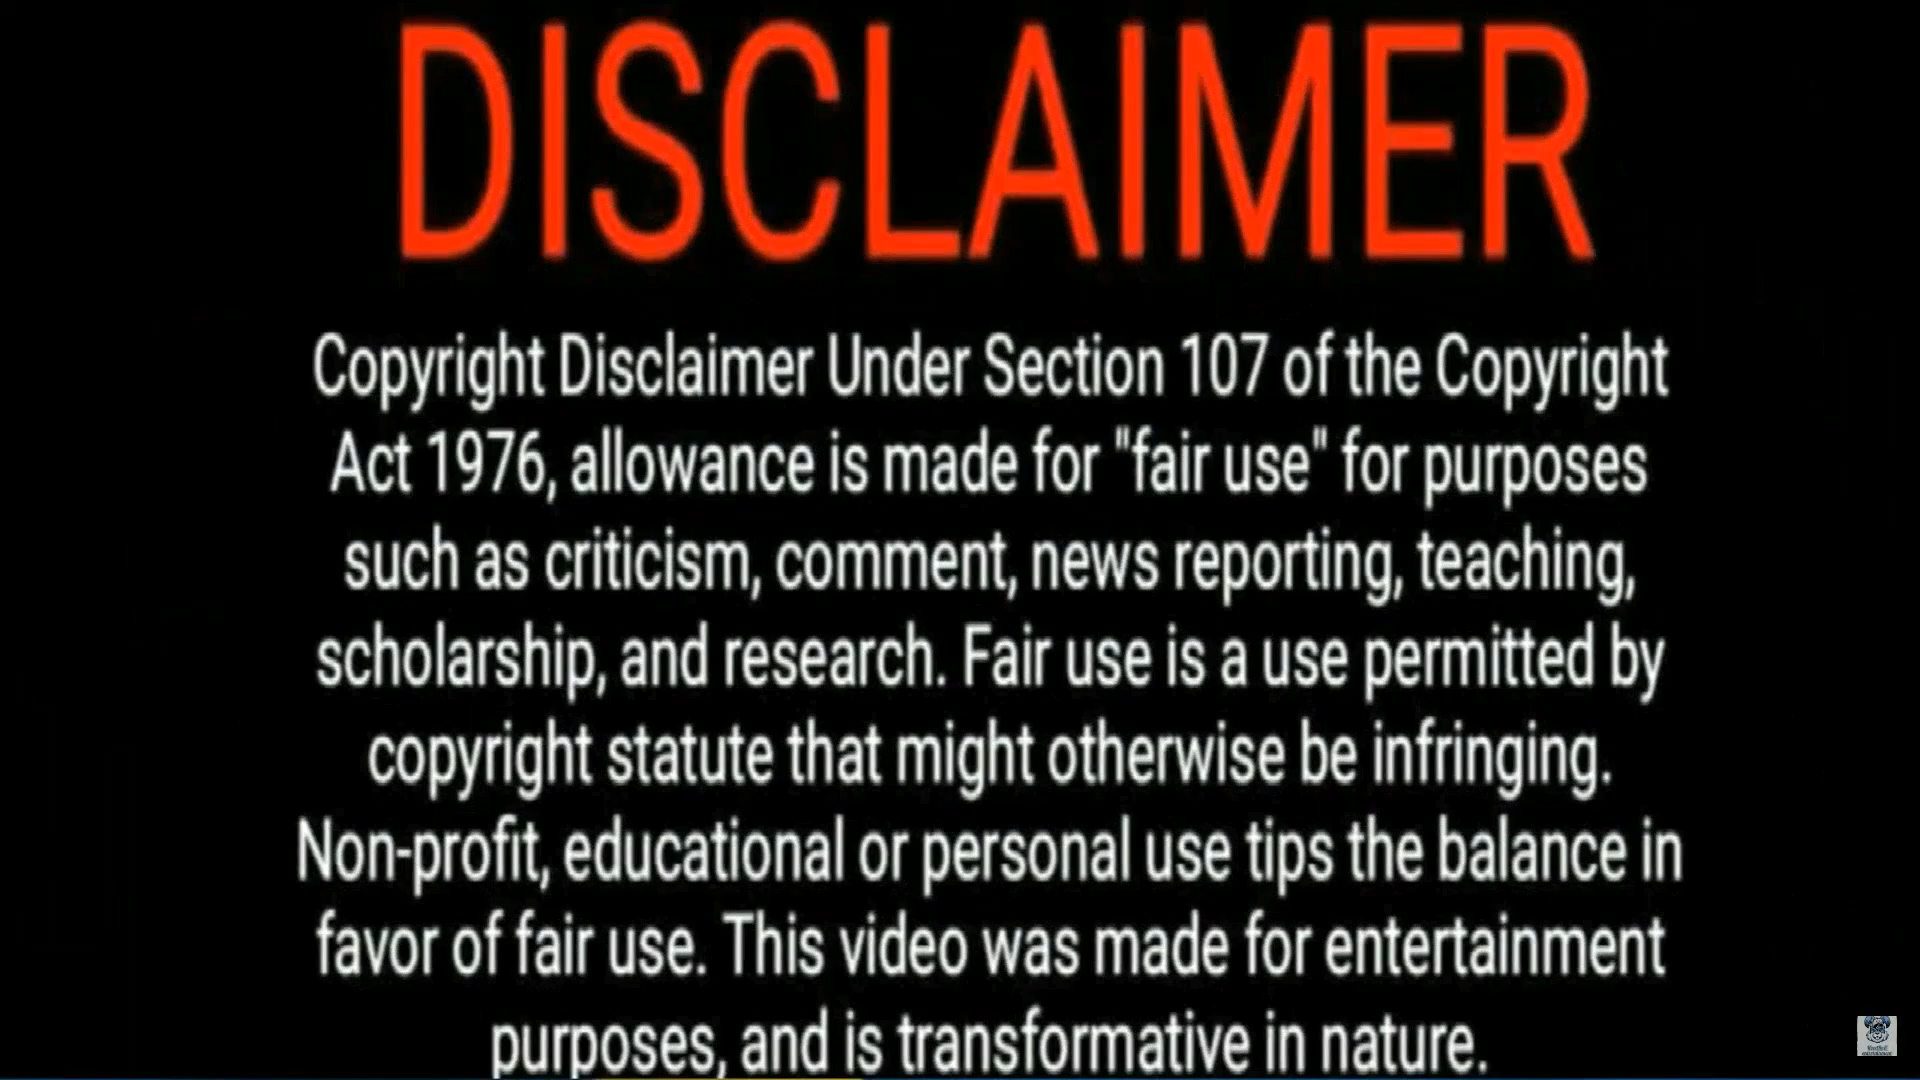 DISCLAIMER
Copyright Disclaimer Under Section 107 of the Copyright
Act 1976, allowance is made for "fair use" for purposes
such as criticism, comment, news reporting, teaching,
scholarship, and research. Fair use is a use permitted by
copyright statute that might otherwise be infringing.
Non-profit, educational or personal use tips the balance in
favor of fair use. This video was made for entertainment
purposes, and is transformative in nature.